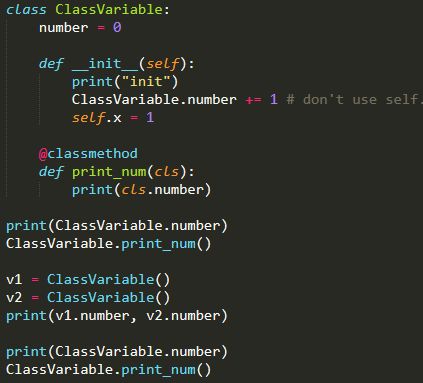 class ClassVariable:
    number = 0
    def __init__(self):
        print("init")
        ClassVariable.number += 1 # don't use self.
        self.x = 1
    @classmethod
    def print_num(cls):
        print(cls.number)
print(ClassVariable.number)
ClassVariable.print_num()
v1 = ClassVariable()
v2 = ClassVariable()
print(v1.number, v2.number)
print(ClassVariable.number)
ClassVariable.print_num()